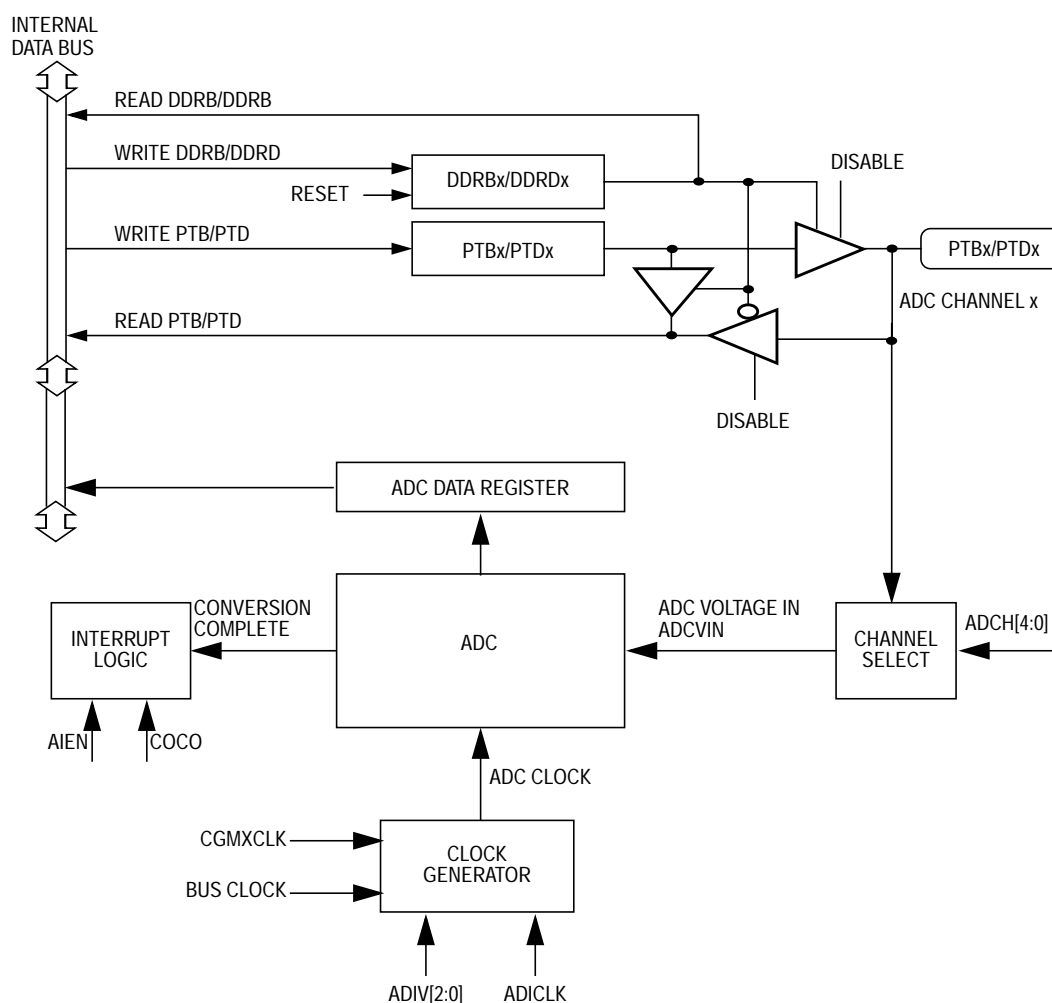 INTERNAL
DATA BUS
READ DDRB/DDRB
WRITE DDRB/DDRD
RESET
DDRBx/DDRDx
DISABLE
WRITE PTB/PTD
PTBx/PTDx
PTBx/PTDx
ADC CHANNEL x
READ PTB/PTD
DISABLE
ADC DATA REGISTER
INTERRUPT
LOGIC
CONVERSION
COMPLETE
ADC
ADC VOLTAGE IN
ADCVIN
CHANNEL
SELECT
ADCH[4:0]
AIEN
COCO
ADC CLOCK
CGMXCLK
BUS CLOCK
CLOCK
GENERATOR
ADIV[2:0]
ADICLK